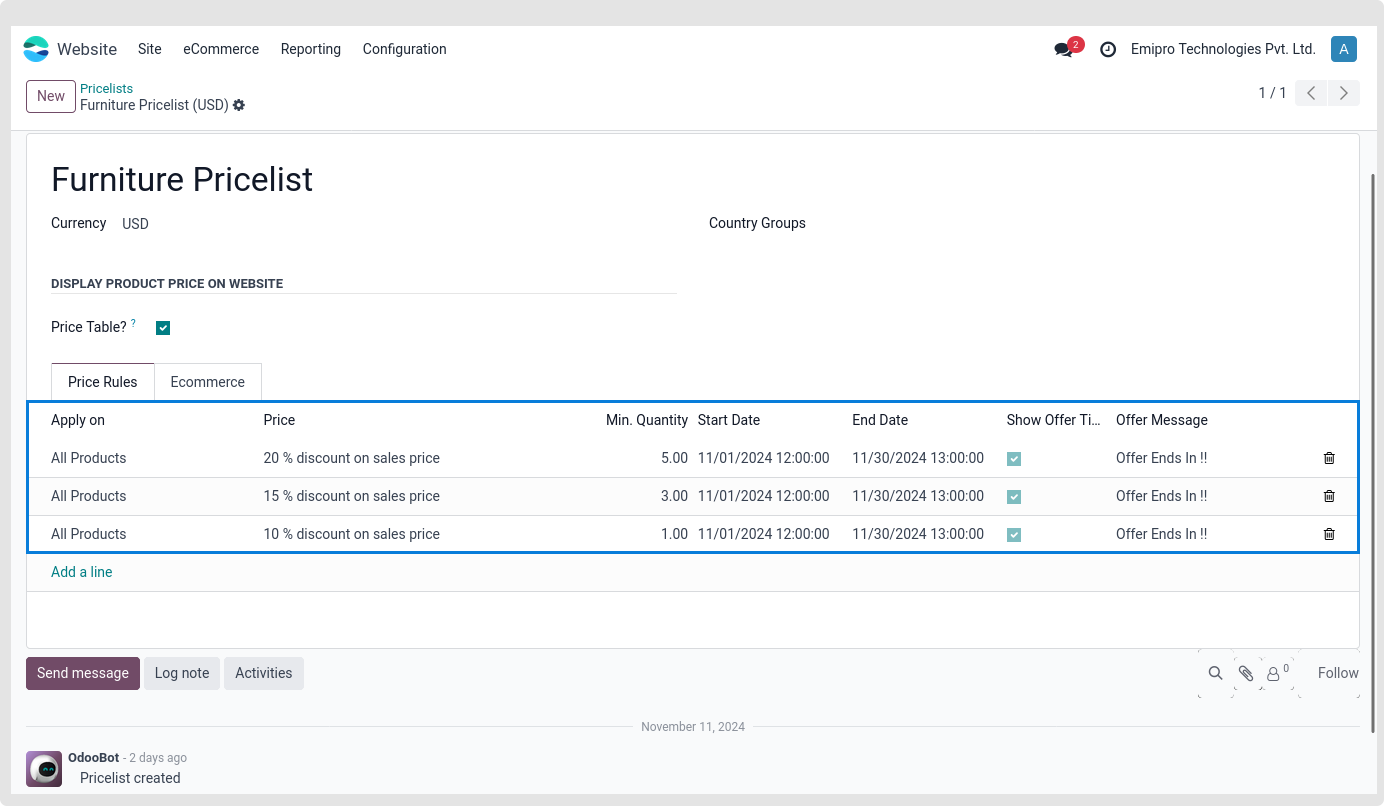 Website Site eCommerce Reporting Configuration 2 Emipro Technologies Pvt. Ltd. A
New Pricelists 1 / 1
Furniture Pricelist (USD)
Furniture Pricelist
Currency USD Country Groups
DISPLAY PRODUCT PRICE ON WEBSITE
Price Table? ?
Price Rules Ecommerce
Apply on Price Min. Quantity Start Date End Date Show Offer Ti... Offer Message
All Products 20 % discount on sales price 5.00 11/01/2024 12:00:00 11/30/2024 13:00:00 Offer Ends In !!
All Products 15 % discount on sales price 3.00 11/01/2024 12:00:00 11/30/2024 13:00:00 Offer Ends In !!
All Products 10 % discount on sales price 1.00 11/01/2024 12:00:00 11/30/2024 13:00:00 Offer Ends In !!
Add a line
Send message Log note Activities 0 Follow
November 11, 2024
OdooBot - 2 days ago
Pricelist created